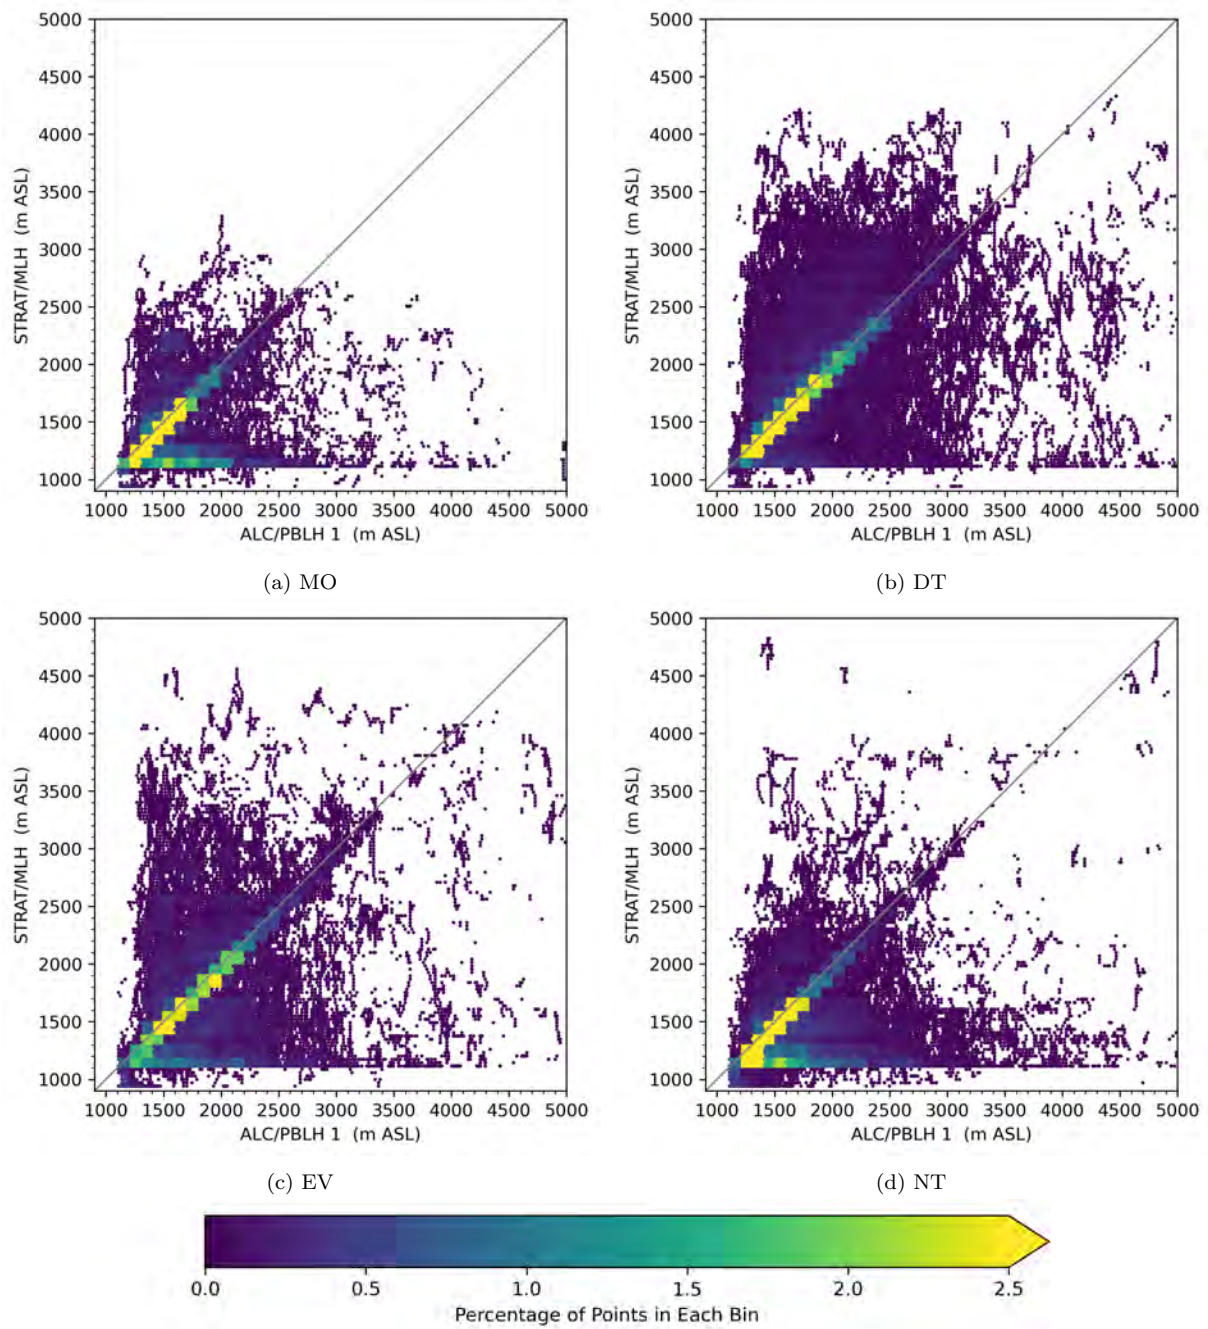 5000
4500
4000
3500
3000
2500
2000
1500
1000
STRAT/MLH (m ASL)
1000 1500 2000 2500 3000 3500 4000 4500 5000
ALC/PBLH 1 (m ASL)
(a) MO
5000
4500
4000
3500
3000
2500
2000
1500
1000
STRAT/MLH (m ASL)
1000 1500 2000 2500 3000 3500 4000 4500 5000
ALC/PBLH 1 (m ASL)
(b) DT
5000
4500
4000
3500
3000
2500
2000
1500
1000
STRAT/MLH (m ASL)
1000 1500 2000 2500 3000 3500 4000 4500 5000
ALC/PBLH 1 (m ASL)
(c) EV
5000
4500
4000
3500
3000
2500
2000
1500
1000
STRAT/MLH (m ASL)
1000 1500 2000 2500 3000 3500 4000 4500 5000
ALC/PBLH 1 (m ASL)
(d) NT
0.0 0.5 1.0 1.5 2.0 2.5
Percentage of Points in Each Bin